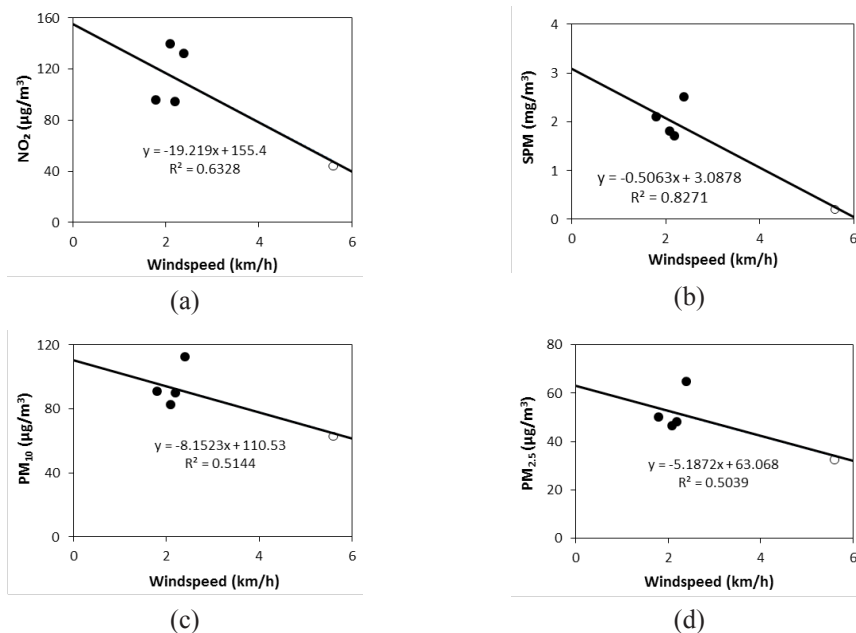 160
120
80
40
0
NO₂ (µg/m³)
y = -19.219x + 155.4
R² = 0.6328
0 2 4 6
Windspeed (km/h)
(a)
4
3
2
1
0
SPM (mg/m³)
y = -0.5063x + 3.0878
R² = 0.8271
0 2 4 6
Windspeed (km/h)
(b)
120
80
40
0
PM₁₀ (µg/m³)
y = -8.1523x + 110.53
R² = 0.5144
0 2 4 6
Windspeed (km/h)
(c)
80
60
40
20
0
PM₂.₅ (µg/m³)
y = -5.1872x + 63.068
R² = 0.5039
0 2 4 6
Windspeed (km/h)
(d)